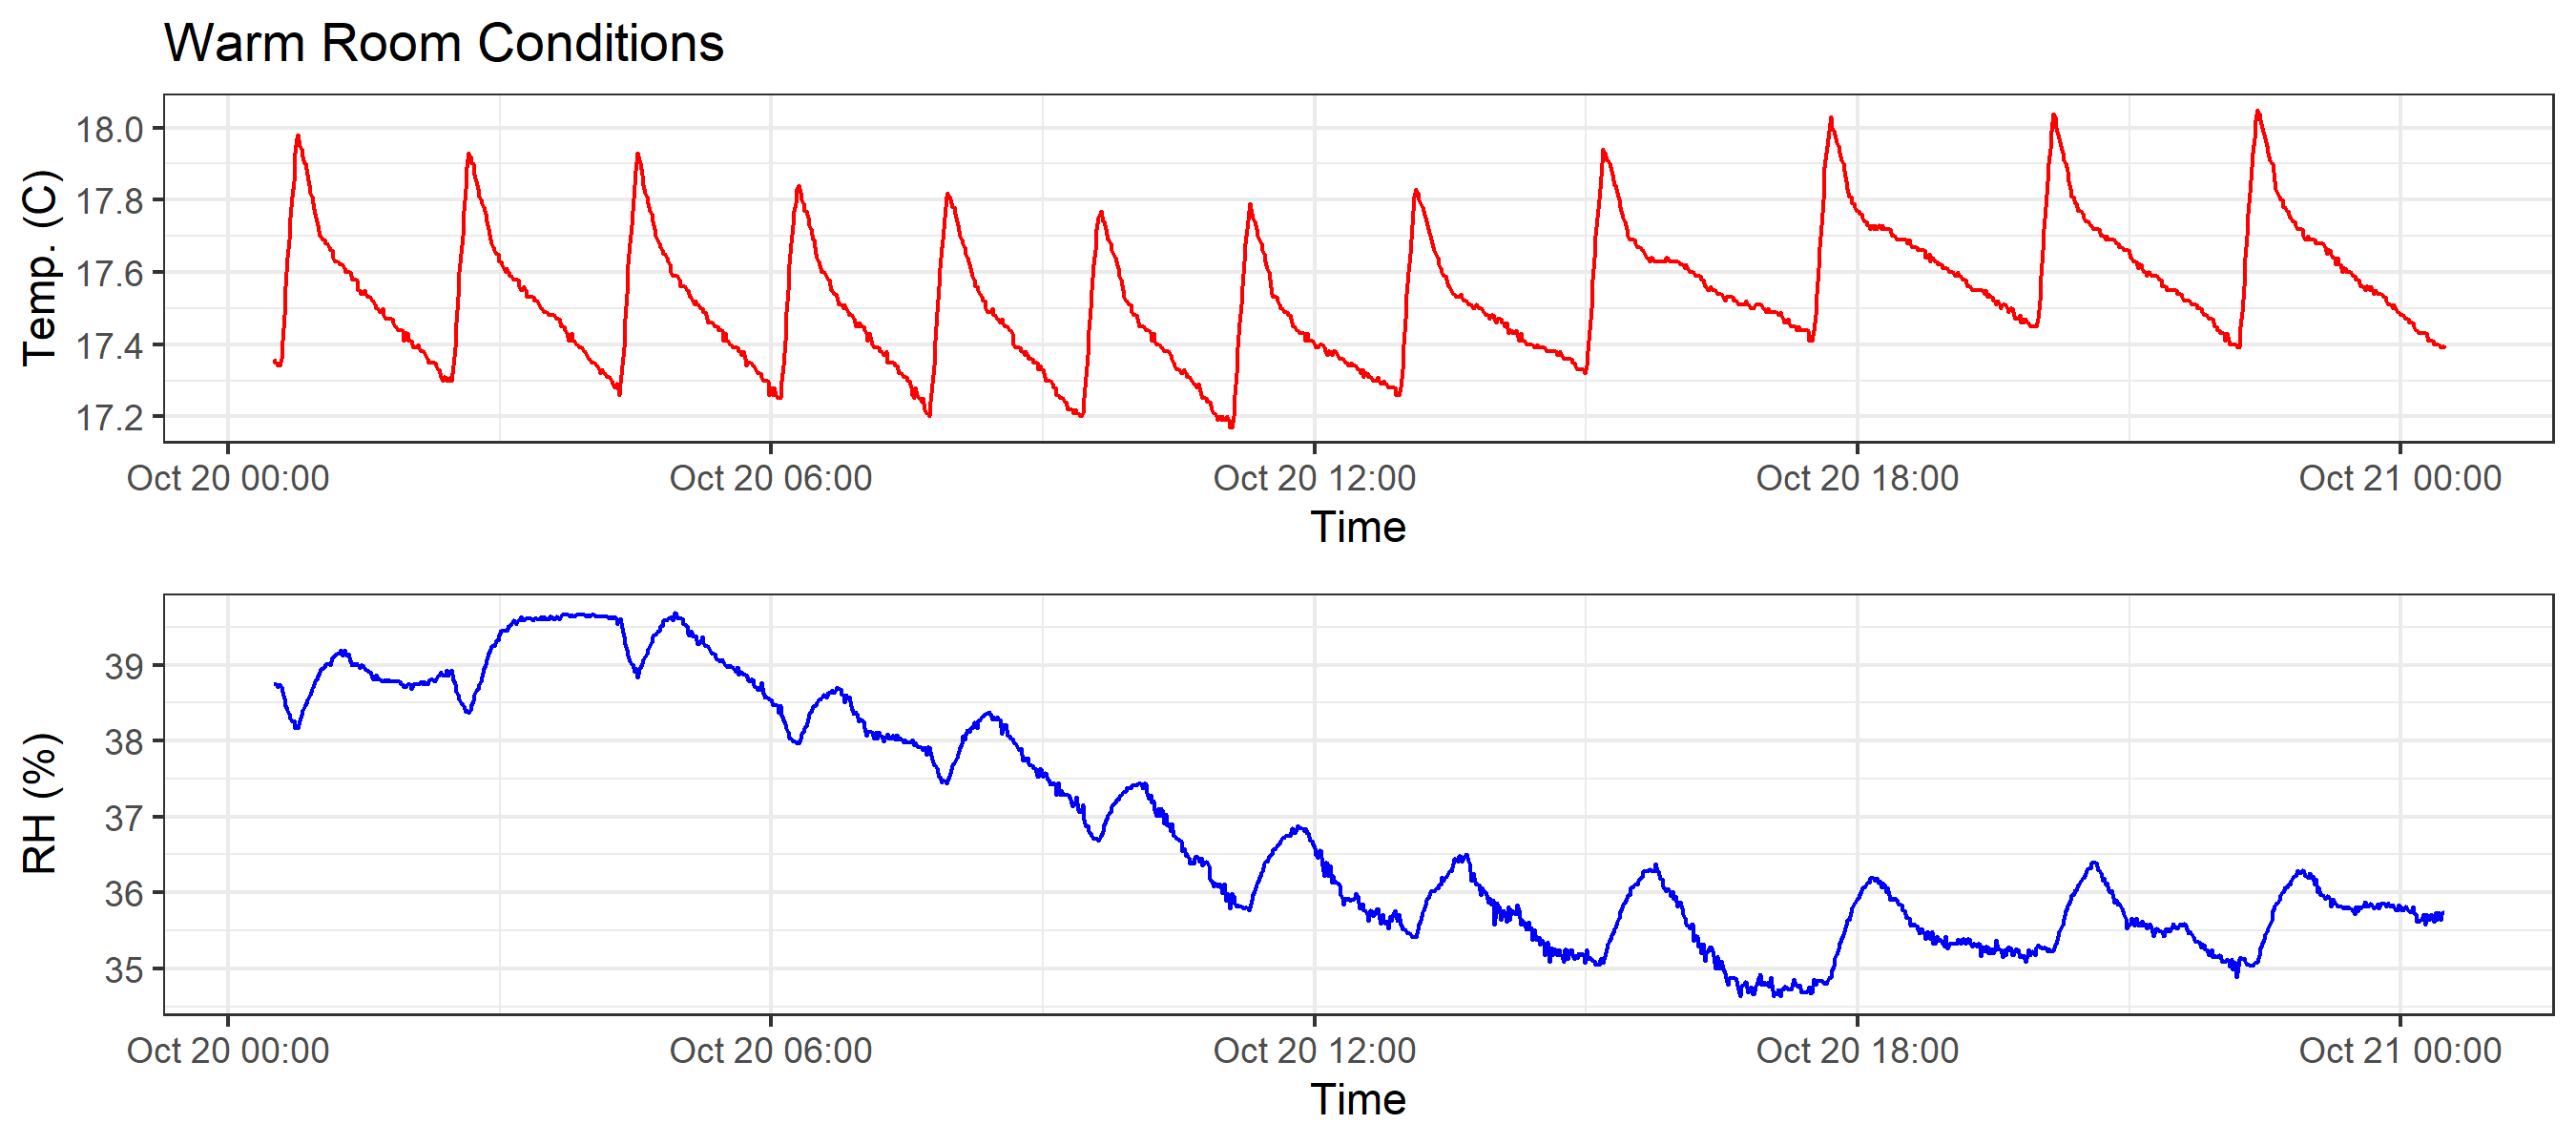 Warm Room Conditions
Temp. (C)
18.0
17.8
17.6
17.4
17.2
Oct 20 00:00 Oct 20 06:00 Oct 20 12:00 Oct 20 18:00 Oct 21 00:00
Time
RH (%)
39
38
37
36
35
Oct 20 00:00 Oct 20 06:00 Oct 20 12:00 Oct 20 18:00 Oct 21 00:00
Time